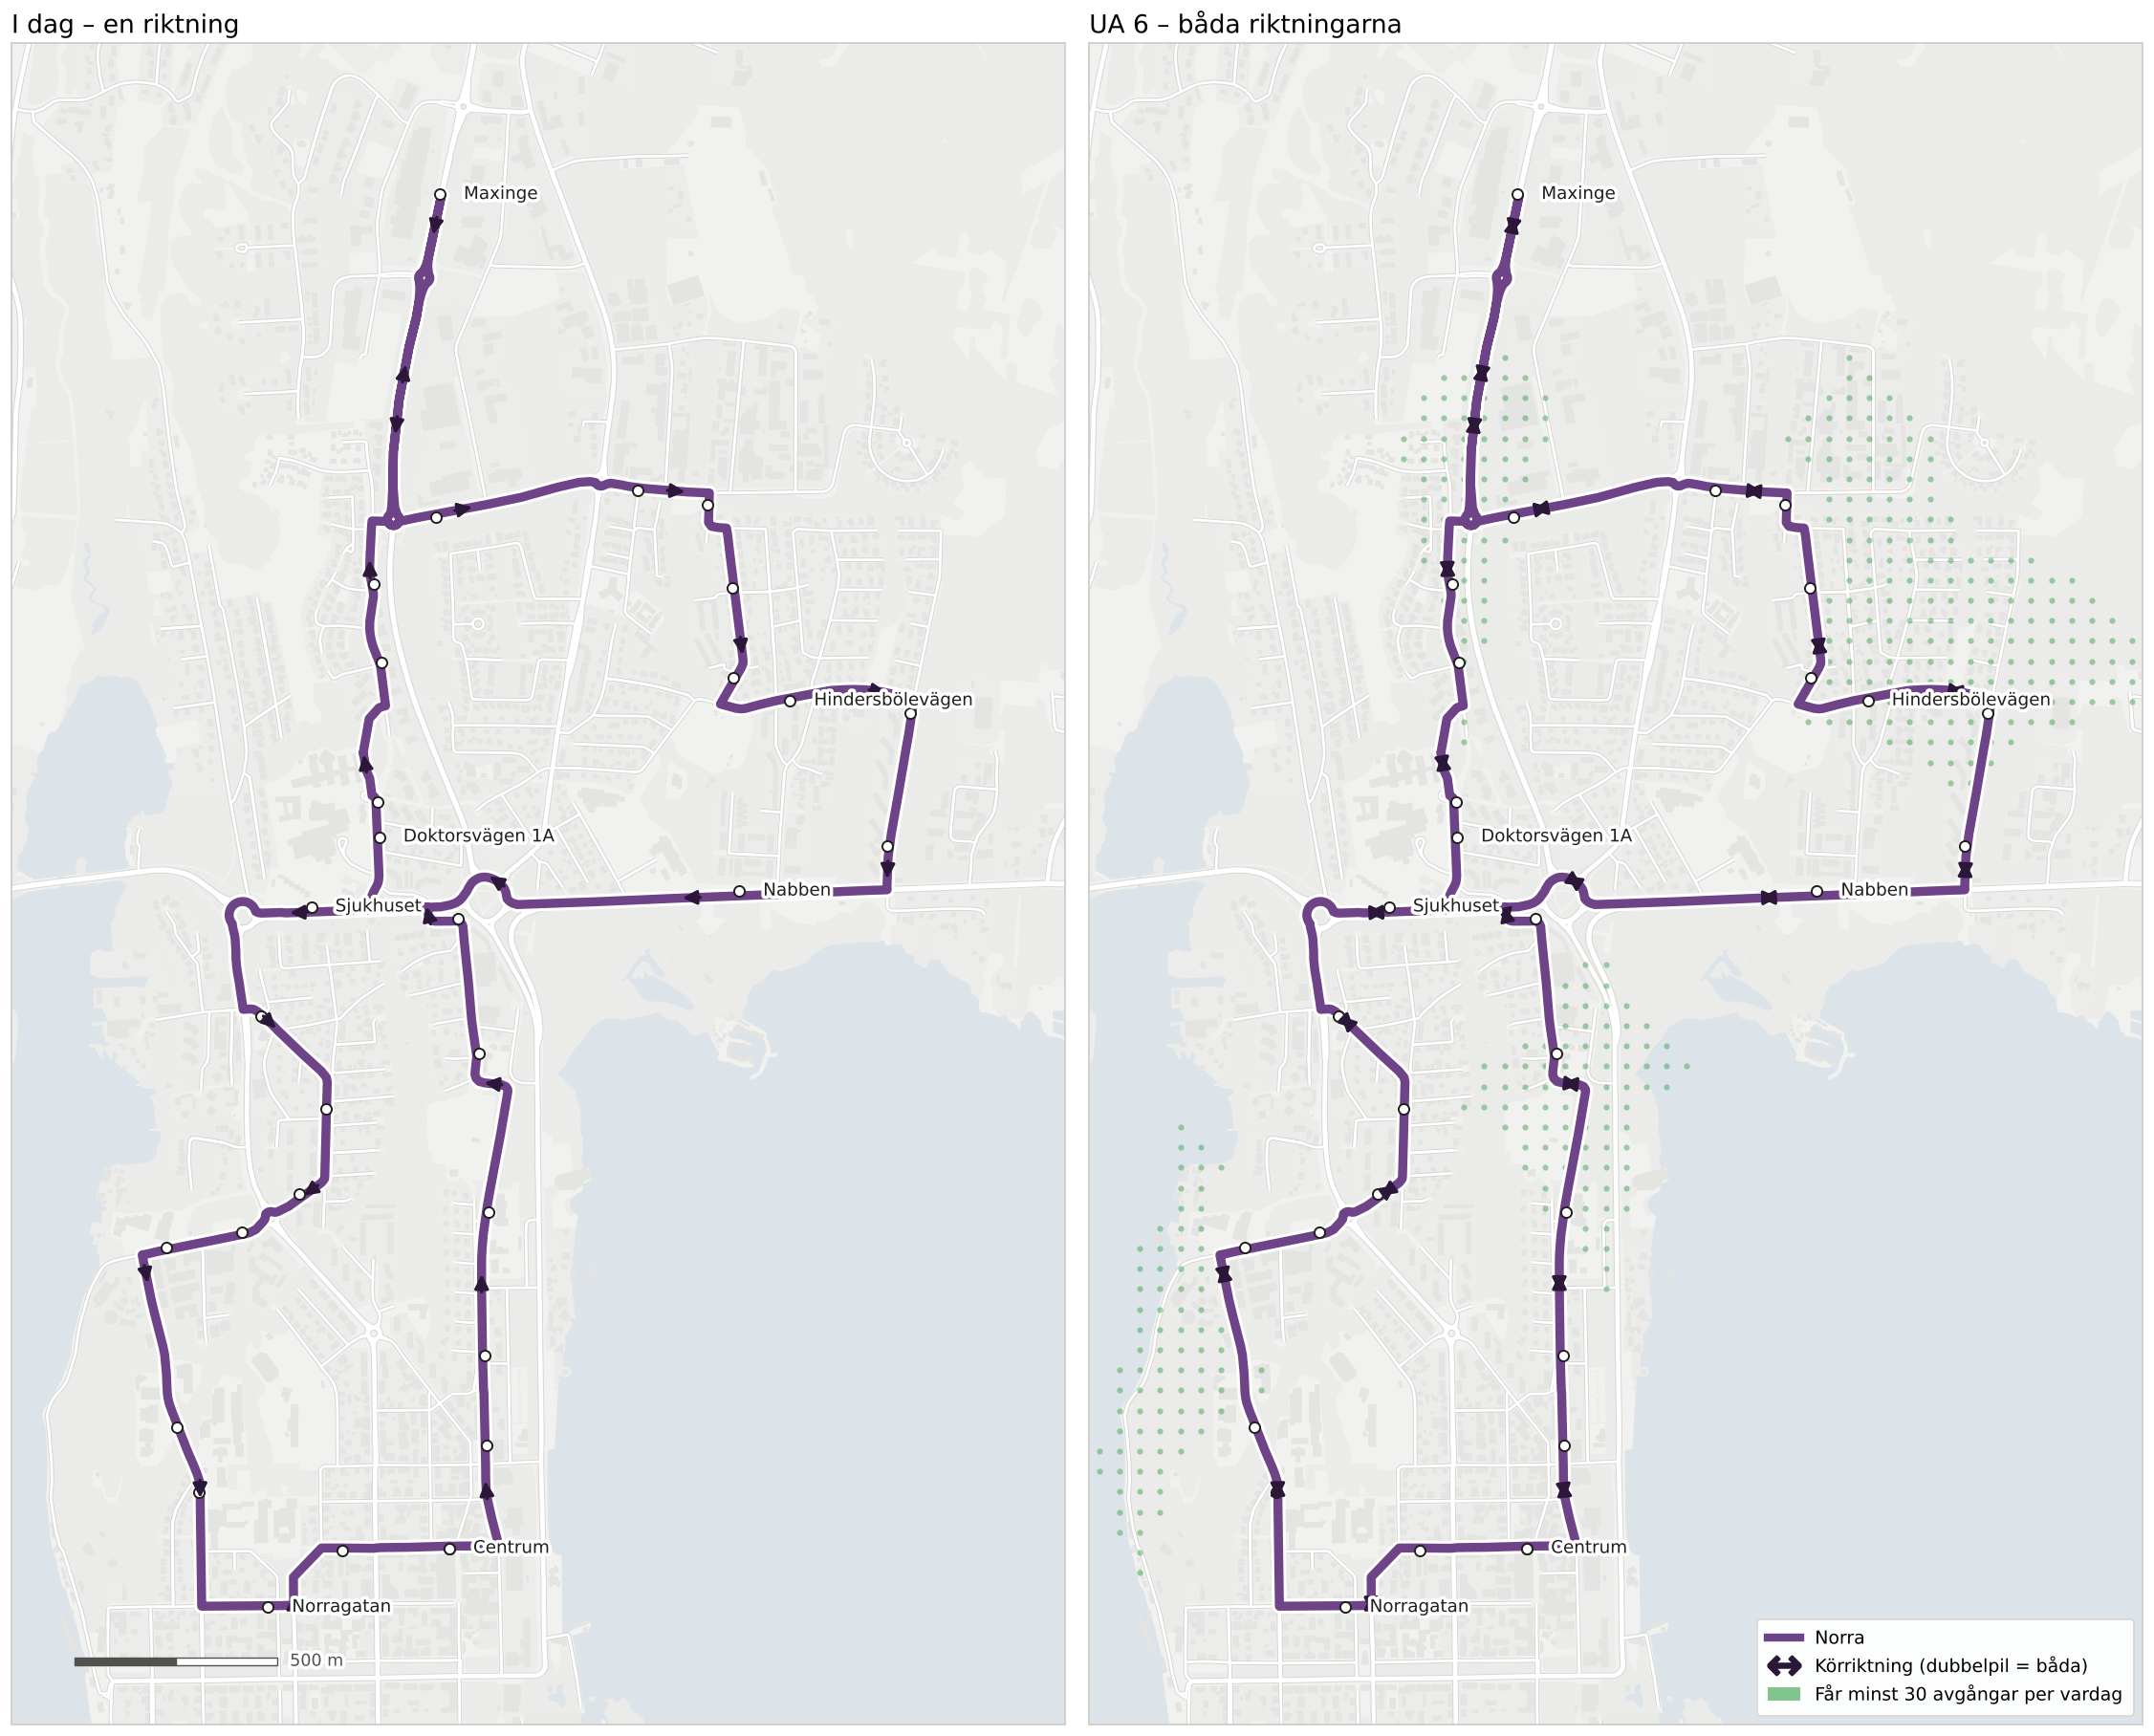 I dag – en riktning
Maxinge
Hindersbölevägen
Doktorsvägen 1A
Nabben
Sjukhuset
Centrum
Norragatan
500 m
UA 6 – båda riktningarna
Maxinge
Hindersbölevägen
Doktorsvägen 1A
Nabben
Sjukhuset
Centrum
Norragatan
Norra
Körriktning (dubbelpil = båda)
Får minst 30 avgångar per vardag